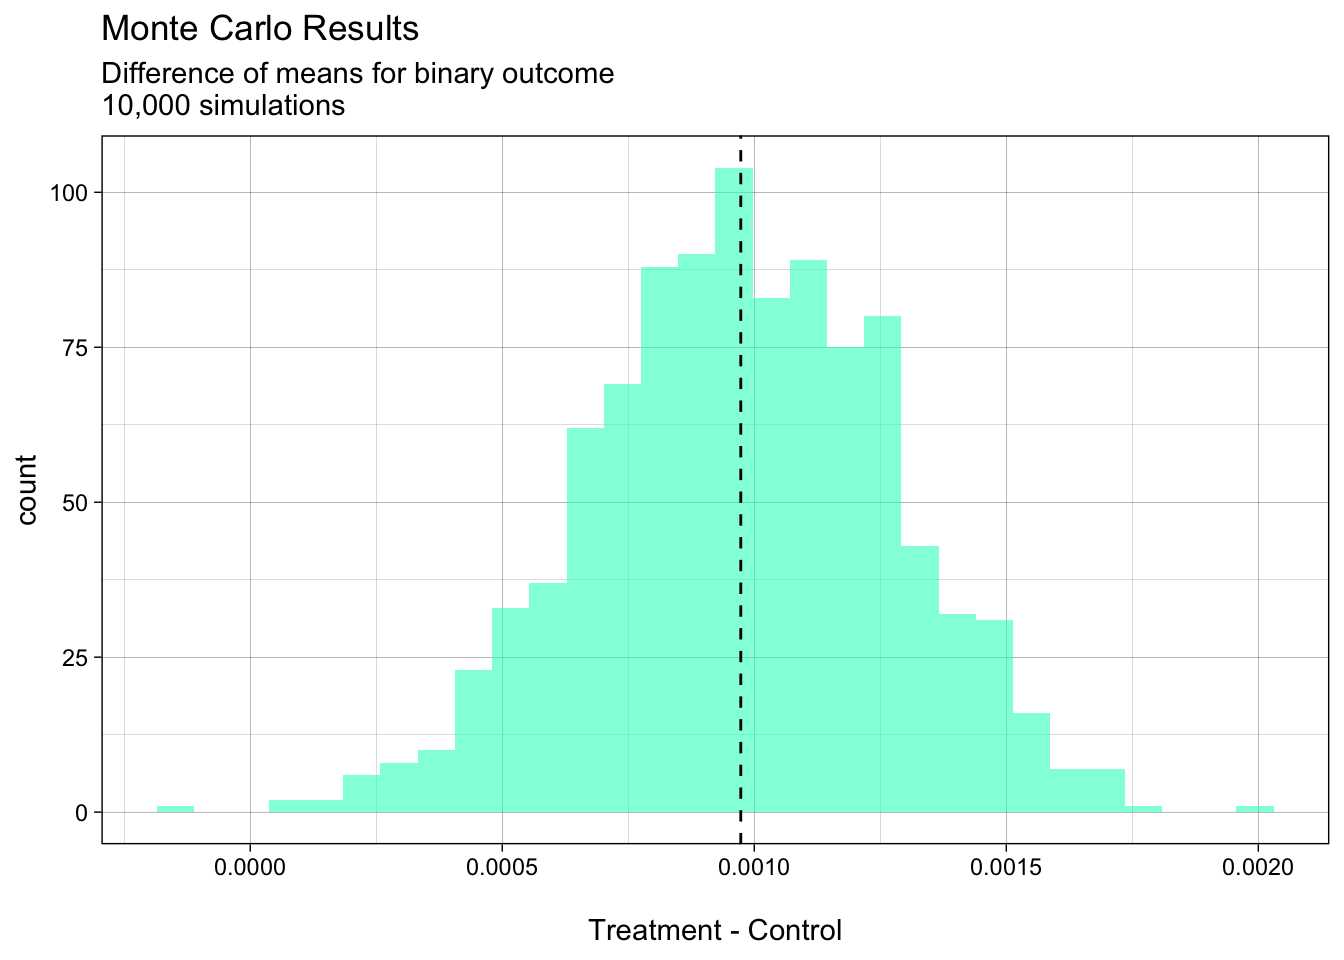 Monte Carlo Results
Difference of means for binary outcome
10,000 simulations
100
75
50
25
0
count
0.0000 0.0005 0.0010 0.0015 0.0020
Treatment - Control